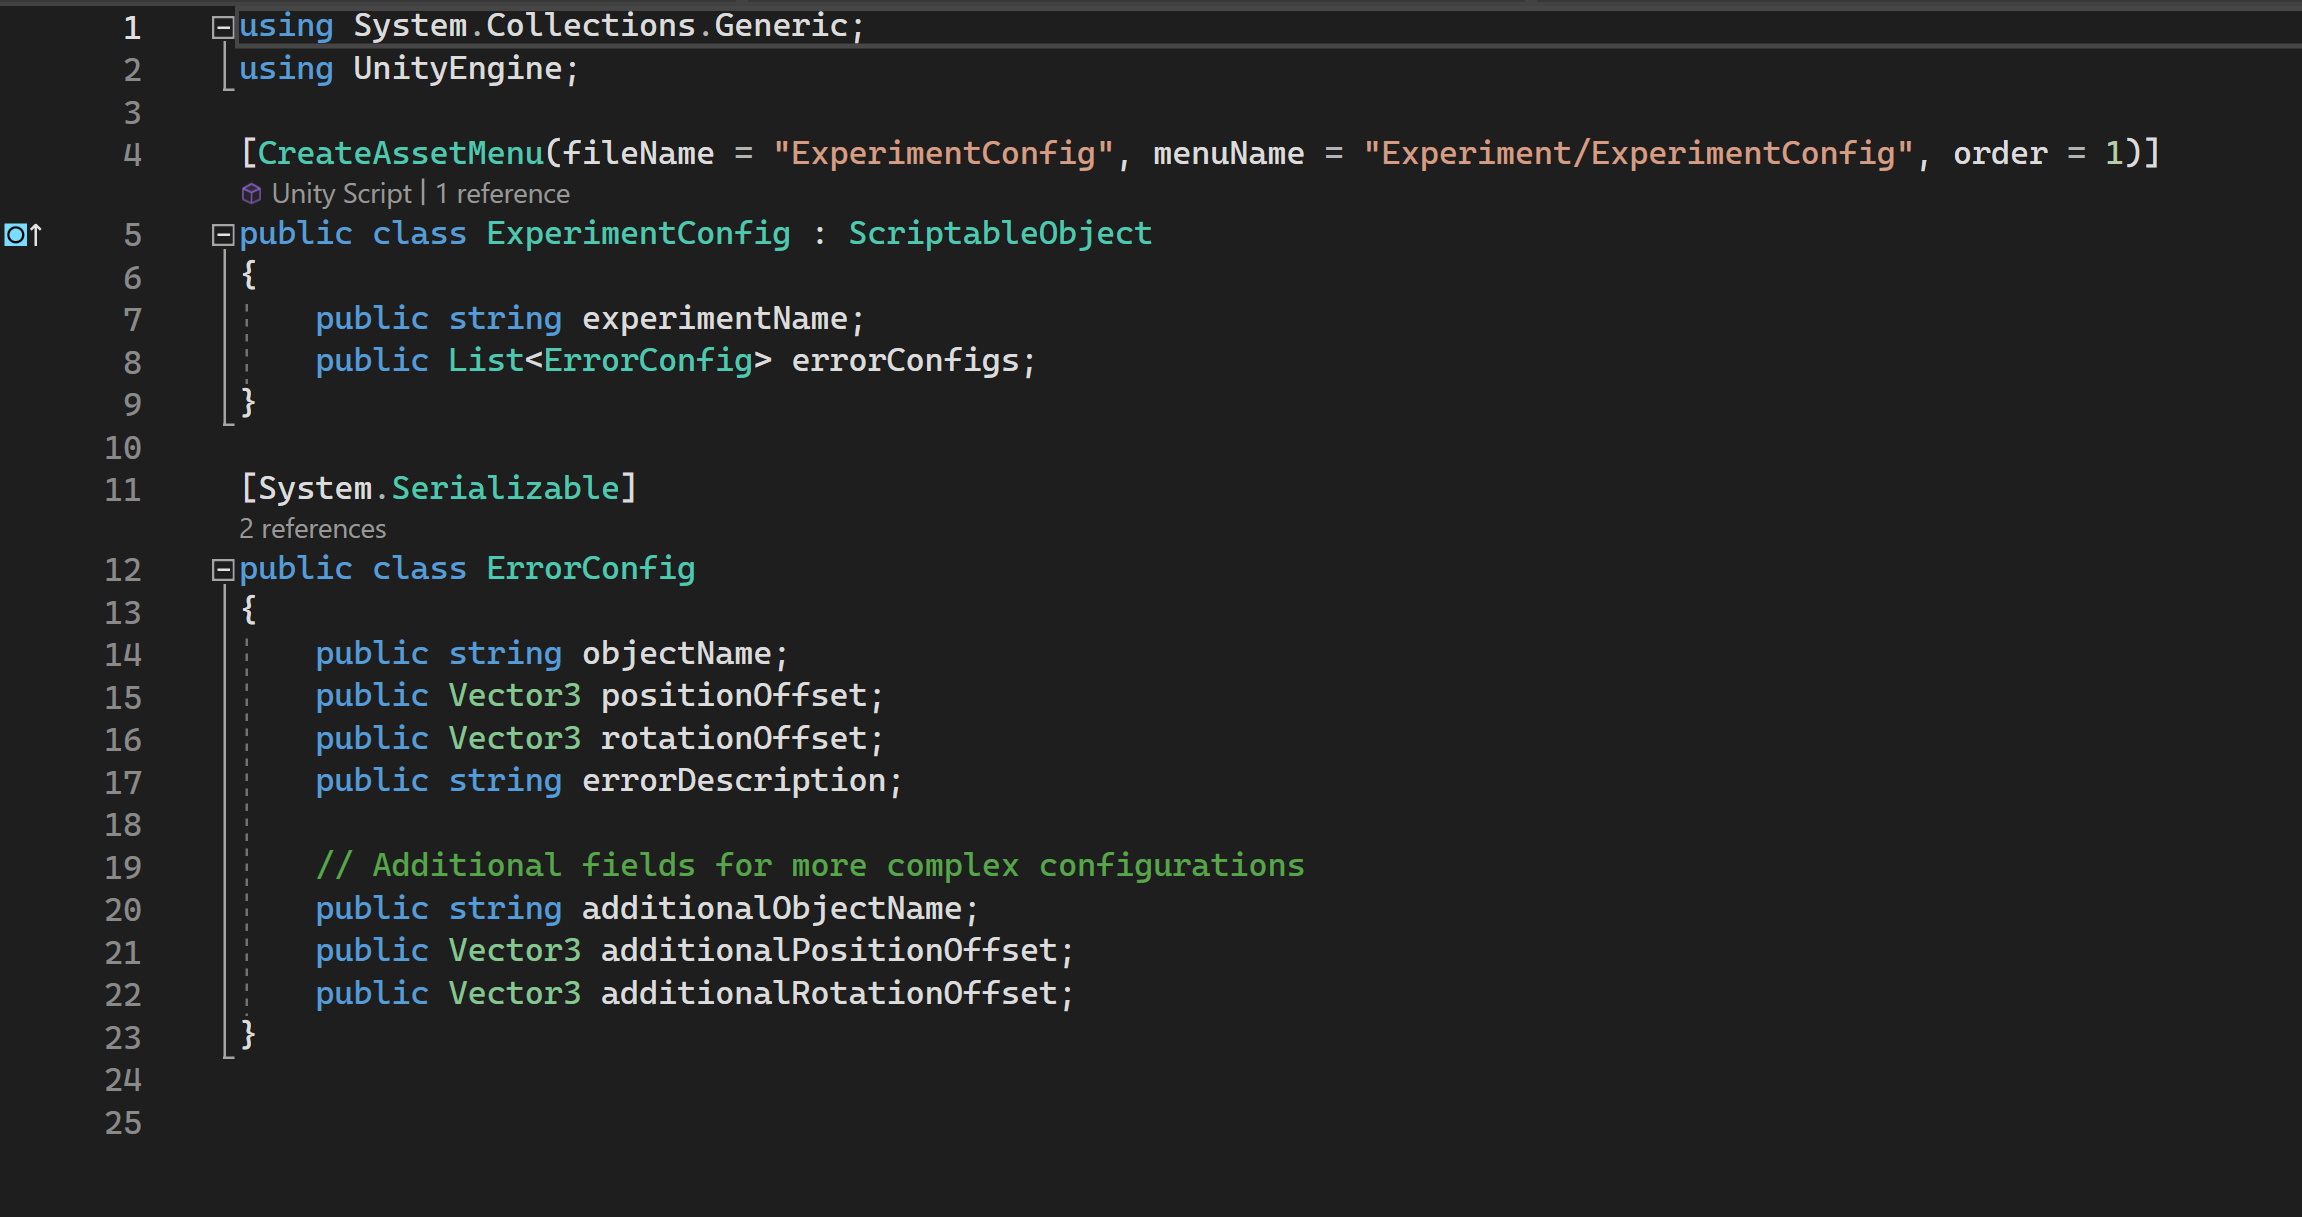 1 using System.Collections.Generic;
2 using UnityEngine;
3
4 [CreateAssetMenu(fileName = "ExperimentConfig", menuName = "Experiment/ExperimentConfig", order = 1)]
Unity Script | 1 reference
5 public class ExperimentConfig : ScriptableObject
6 {
7     public string experimentName;
8     public List<ErrorConfig> errorConfigs;
9 }
10
11 [System.Serializable]
2 references
12 public class ErrorConfig
13 {
14     public string objectName;
15     public Vector3 positionOffset;
16     public Vector3 rotationOffset;
17     public string errorDescription;
18
19     // Additional fields for more complex configurations
20     public string additionalObjectName;
21     public Vector3 additionalPositionOffset;
22     public Vector3 additionalRotationOffset;
23 }
24
25